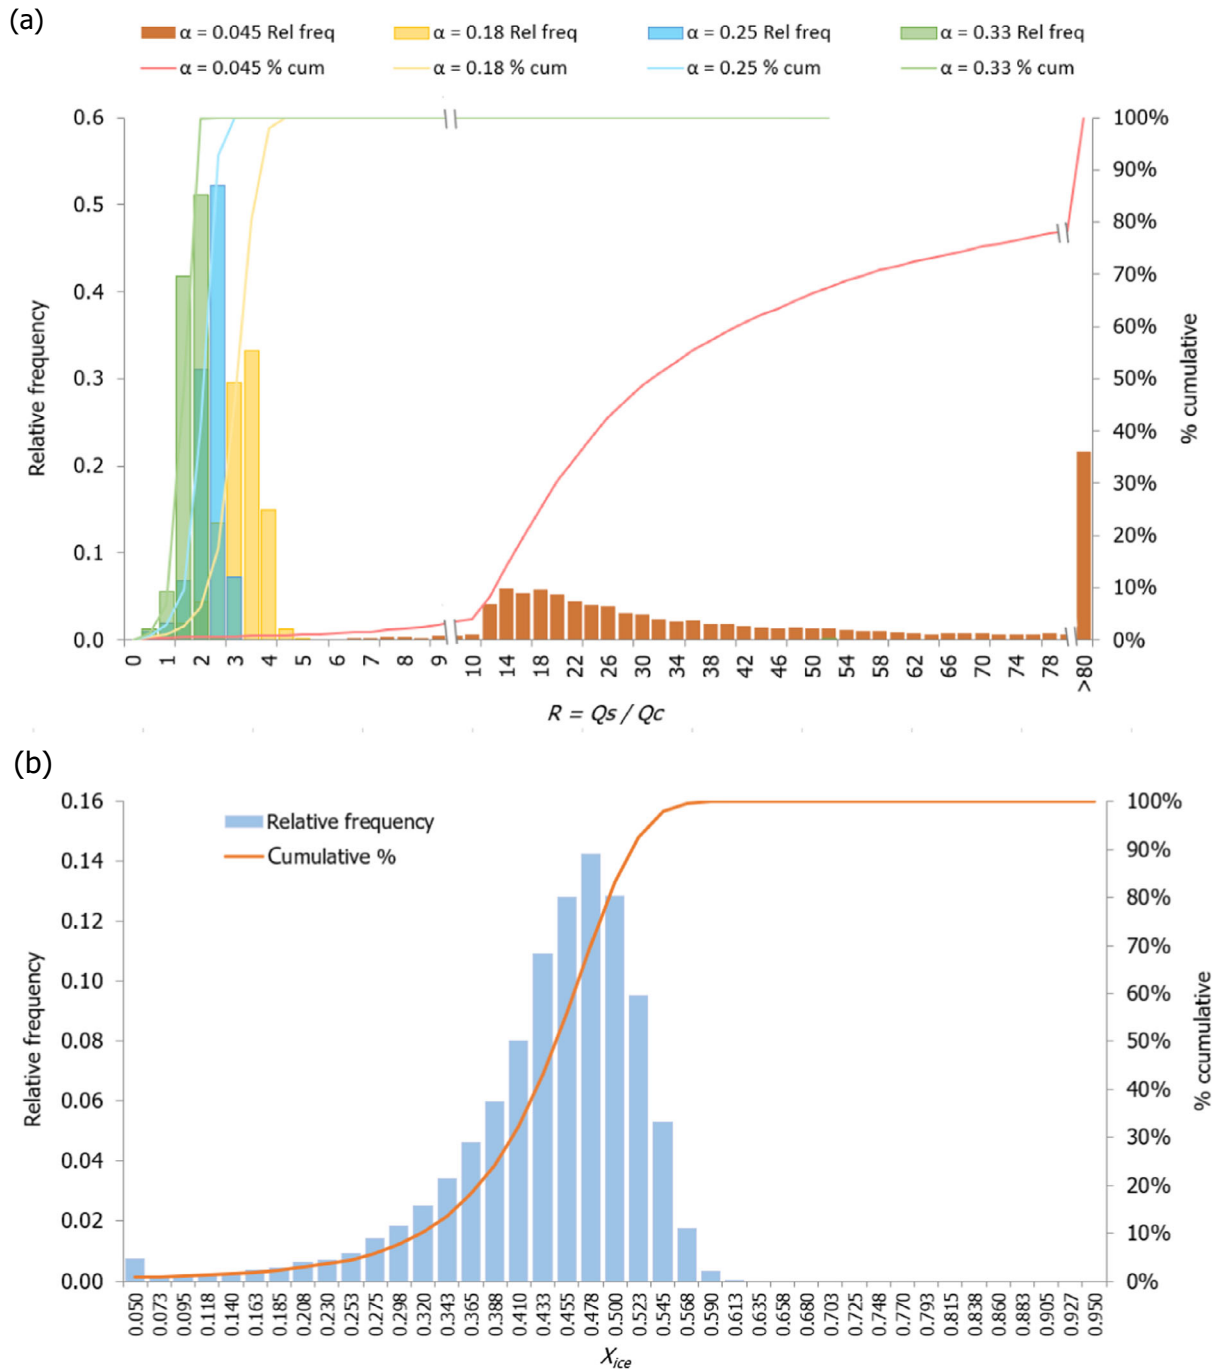 (a)
α = 0.045 Rel freq α = 0.18 Rel freq α = 0.25 Rel freq α = 0.33 Rel freq
α = 0.045 % cum α = 0.18 % cum α = 0.25 % cum α = 0.33 % cum
0.6
0.5
0.4
0.3
0.2
0.1
0.0
Relative frequency
100%
90%
80%
70%
60%
50%
40%
30%
20%
10%
0%
% cumulative
0 1 2 3 4 5 6 7 8 9 10 14 18 22 26 30 34 38 42 46 50 54 58 62 66 70 74 78 >80
R = Qs / Qc
(b)
Relative frequency
Cumulative %
0.16
0.14
0.12
0.10
0.08
0.06
0.04
0.02
0.00
Relative frequency
100%
90%
80%
70%
60%
50%
40%
30%
20%
10%
0%
% ccumulative
0.050 0.073 0.095 0.118 0.140 0.163 0.185 0.208 0.230 0.253 0.275 0.298 0.320 0.343 0.365 0.388 0.410 0.433 0.455 0.478 0.500 0.523 0.545 0.568 0.590 0.613 0.635 0.658 0.680 0.703 0.725 0.748 0.770 0.793 0.815 0.838 0.860 0.883 0.905 0.927 0.950
Xice